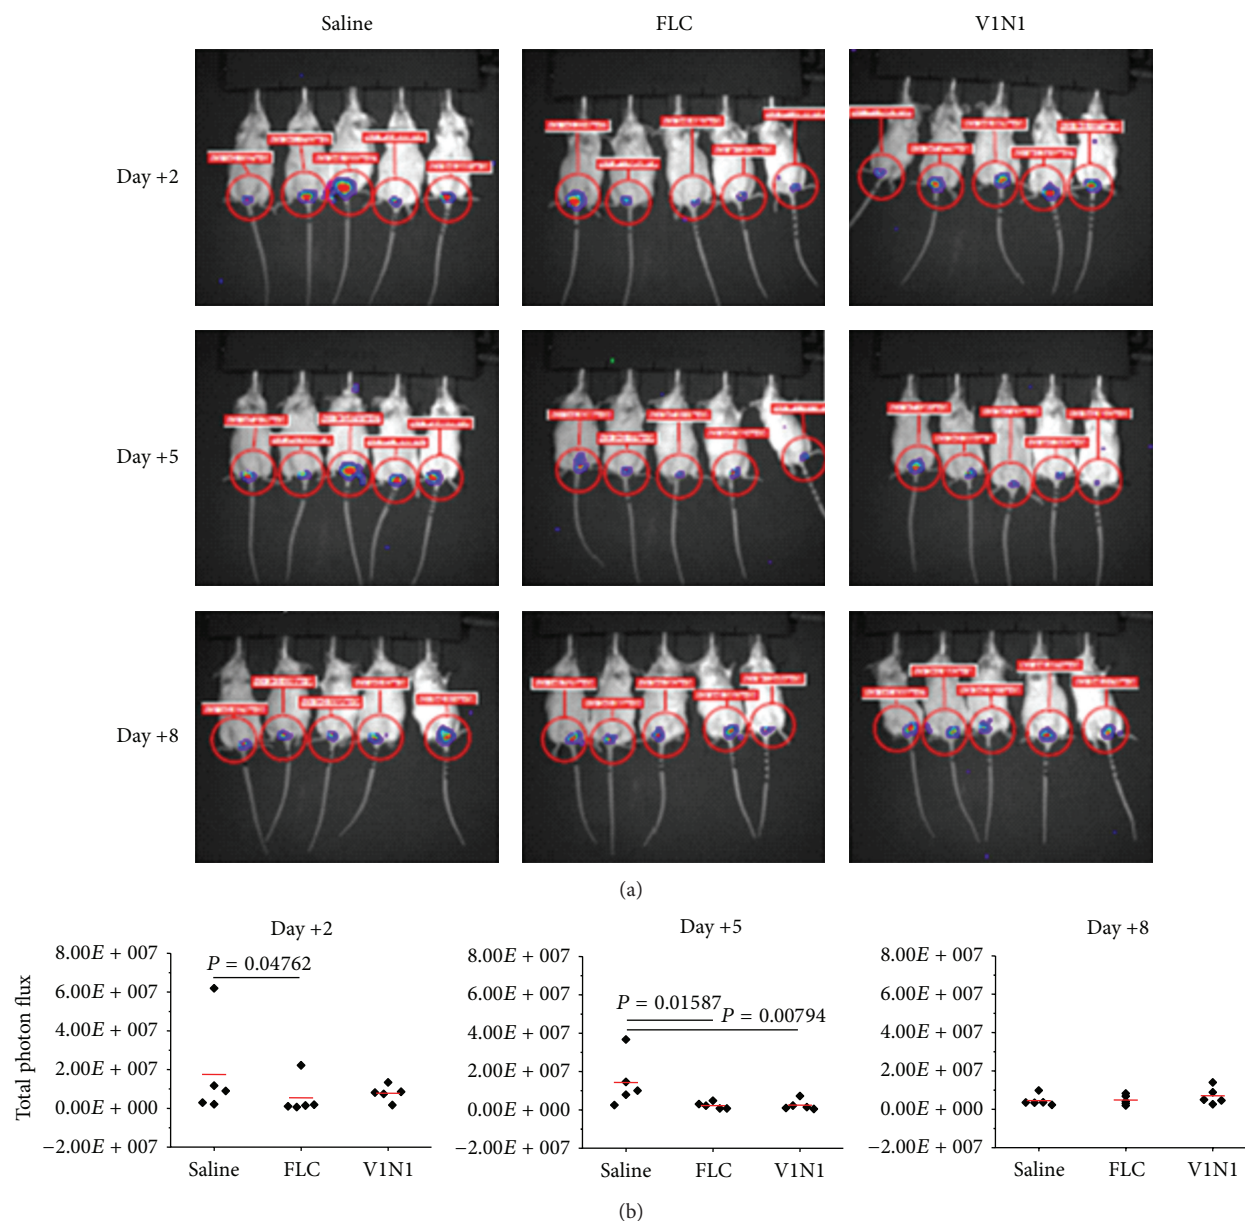 Saline FLC V1N1
Day +2
Day +5
Day +8
(a)
Day +2 Day +5 Day +8
Total photon flux
8.00E + 007
6.00E + 007
4.00E + 007
2.00E + 007
0.00E + 000
−2.00E + 007
P = 0.04762
Saline FLC V1N1
8.00E + 007
6.00E + 007
4.00E + 007
2.00E + 007
0.00E + 000
−2.00E + 007
P = 0.01587
P = 0.00794
Saline FLC V1N1
8.00E + 007
6.00E + 007
4.00E + 007
2.00E + 007
0.00E + 000
−2.00E + 007
Saline FLC V1N1
(b)